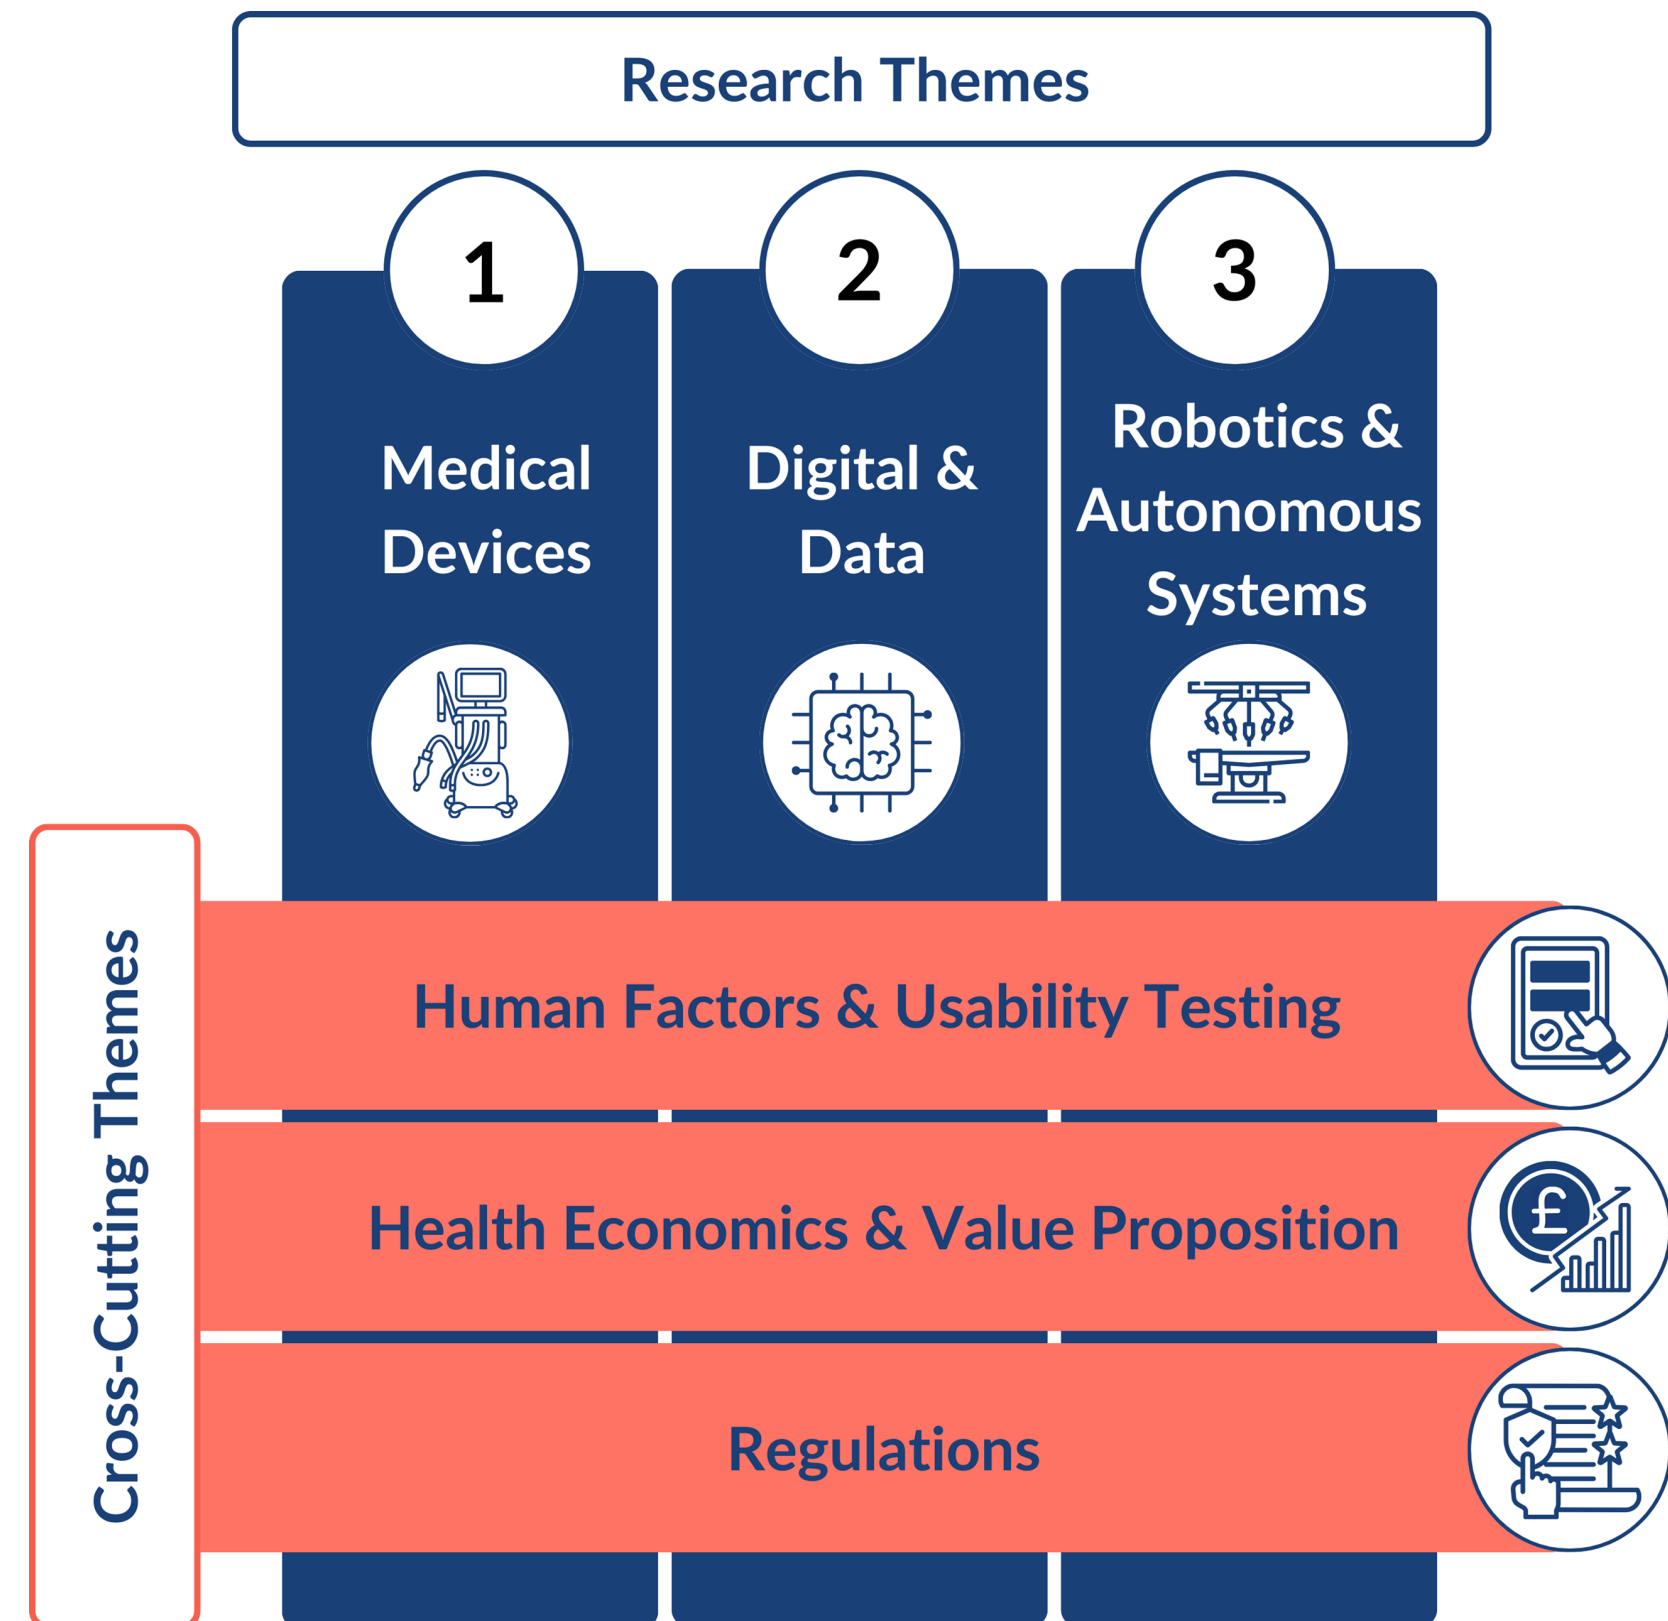 Research Themes
1
2
3
Medical
Devices
Digital &
Data
Robotics &
Autonomous
Systems
Cross-Cutting Themes
Human Factors & Usability Testing
Health Economics & Value Proposition
£
Regulations